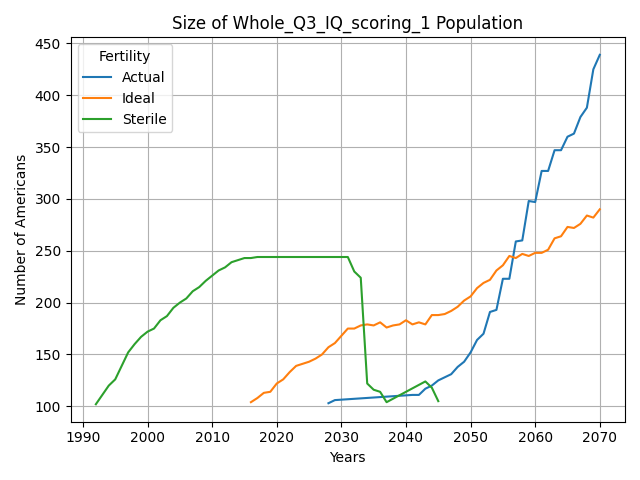 Size of Whole_Q3_IQ_scoring_1 Population
Number of Americans
450
400
350
300
250
200
150
100
Fertility
Actual
Ideal
Sterile
1990 2000 2010 2020 2030 2040 2050 2060 2070
Years